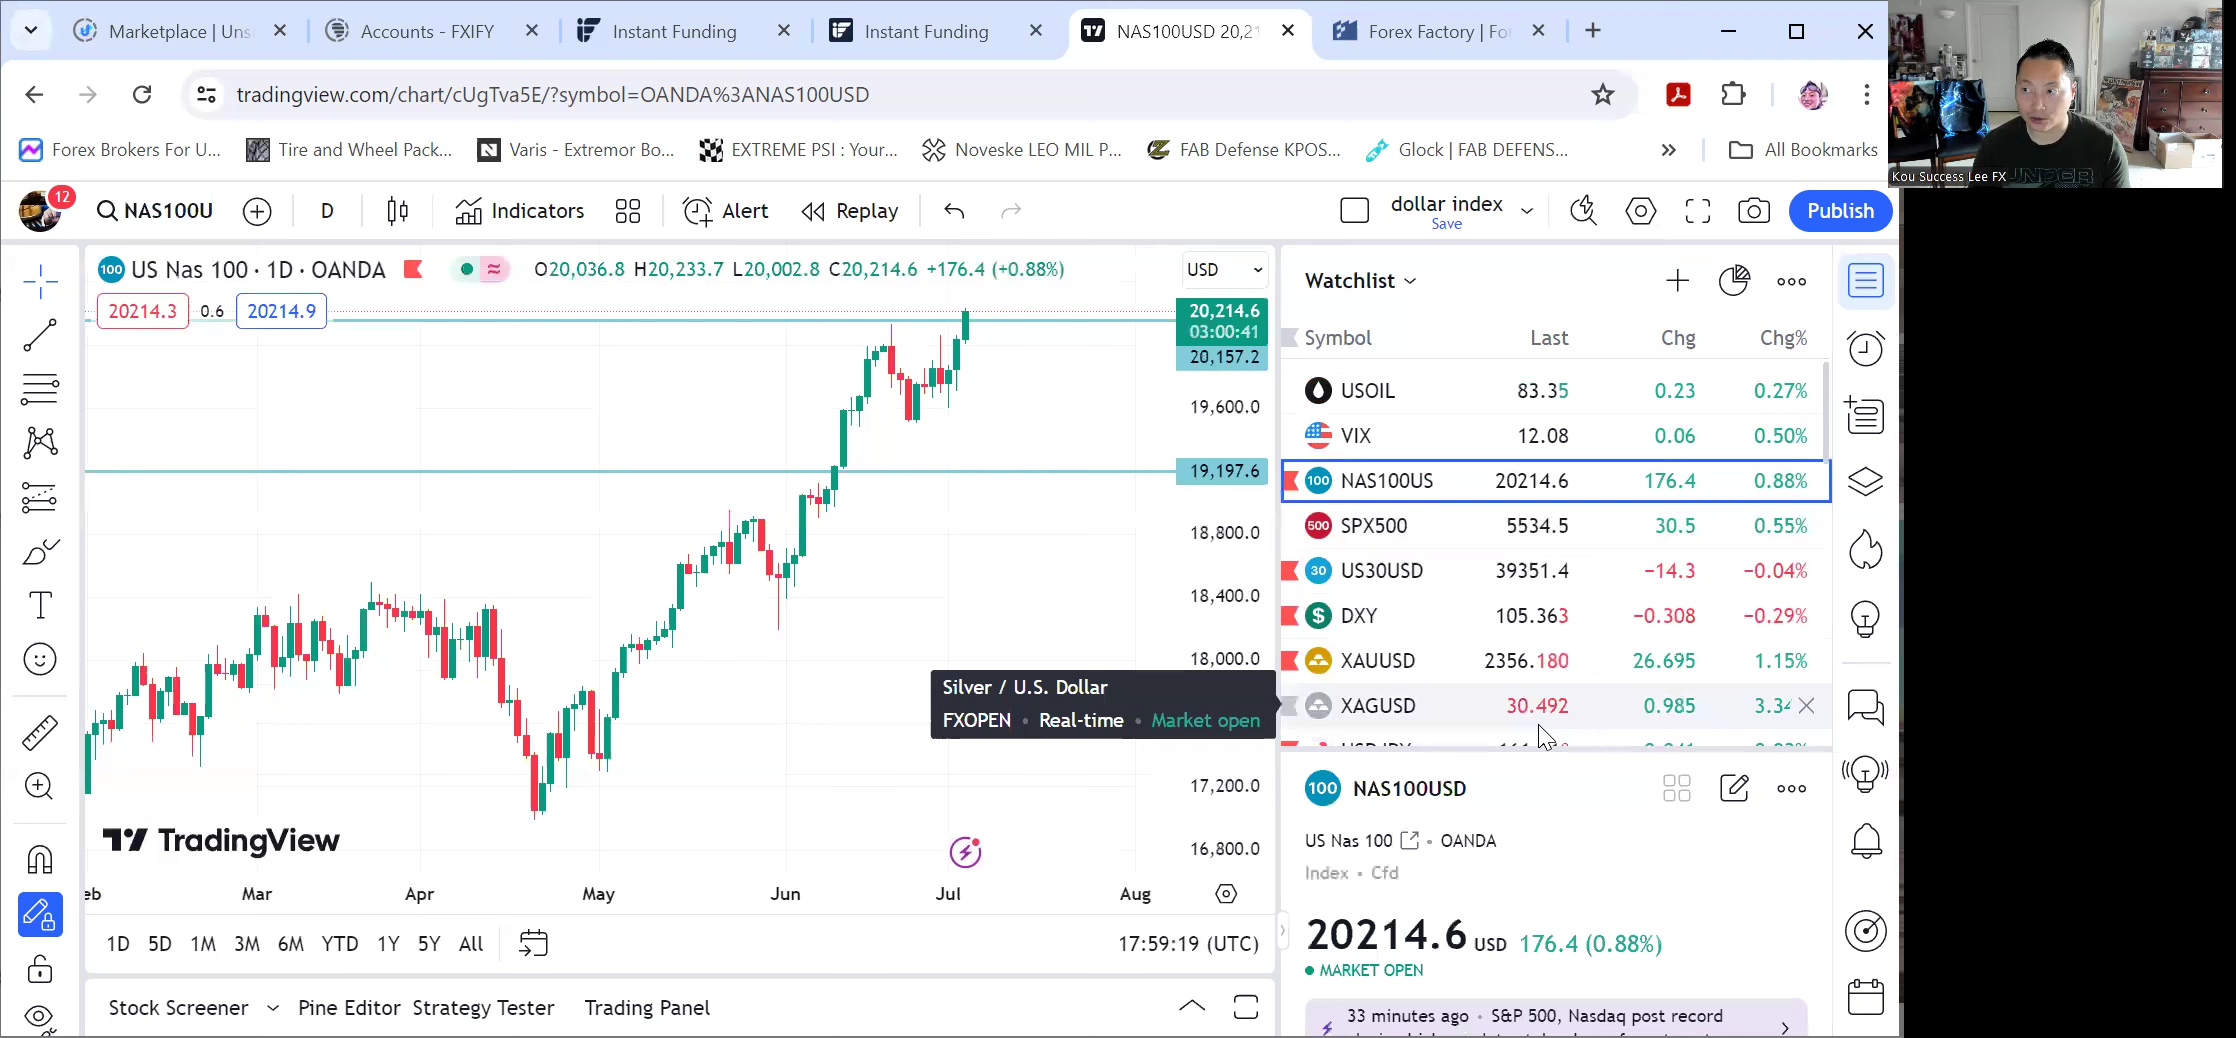 Marketplace | Uns
Accounts - FXIFY
Instant Funding
Instant Funding
NAS100USD 20,21
Forex Factory | Fo
tradingview.com/chart/cUgTva5E/?symbol=OANDA%3ANAS100USD
Forex Brokers For U...
Tire and Wheel Pack...
Varis - Extremor Bo...
EXTREME PSI : Your...
Noveske LEO MIL P...
FAB Defense KPOS...
Glock | FAB DEFENS...
All Bookmarks
Kou Success Lee FX
12
NAS100U
D
Indicators
Alert
Replay
dollar index
Save
Publish
100 US Nas 100 · 1D · OANDA
O20,036.8 H20,233.7 L20,002.8 C20,214.6 +176.4 (+0.88%)
USD
20214.3 0.6 20214.9
20,214.6
03:00:41
20,157.2
19,600.0
19,197.6
18,800.0
18,400.0
18,000.0
17,200.0
16,800.0
Silver / U.S. Dollar
FXOPEN • Real-time • Market open
TradingView
eb Mar Apr May Jun Jul Aug
1D 5D 1M 3M 6M YTD 1Y 5Y All
17:59:19 (UTC)
Stock Screener Pine Editor Strategy Tester Trading Panel
Watchlist
Symbol Last Chg Chg%
USOIL 83.35 0.23 0.27%
VIX 12.08 0.06 0.50%
100 NAS100US 20214.6 176.4 0.88%
500 SPX500 5534.5 30.5 0.55%
30 US30USD 39351.4 −14.3 −0.04%
$ DXY 105.363 −0.308 −0.29%
XAUUSD 2356.180 26.695 1.15%
XAGUSD 30.492 0.985 3.34
100 NAS100USD
US Nas 100 • OANDA
Index • Cfd
20214.6 USD 176.4 (0.88%)
MARKET OPEN
33 minutes ago • S&P 500, Nasdaq post record